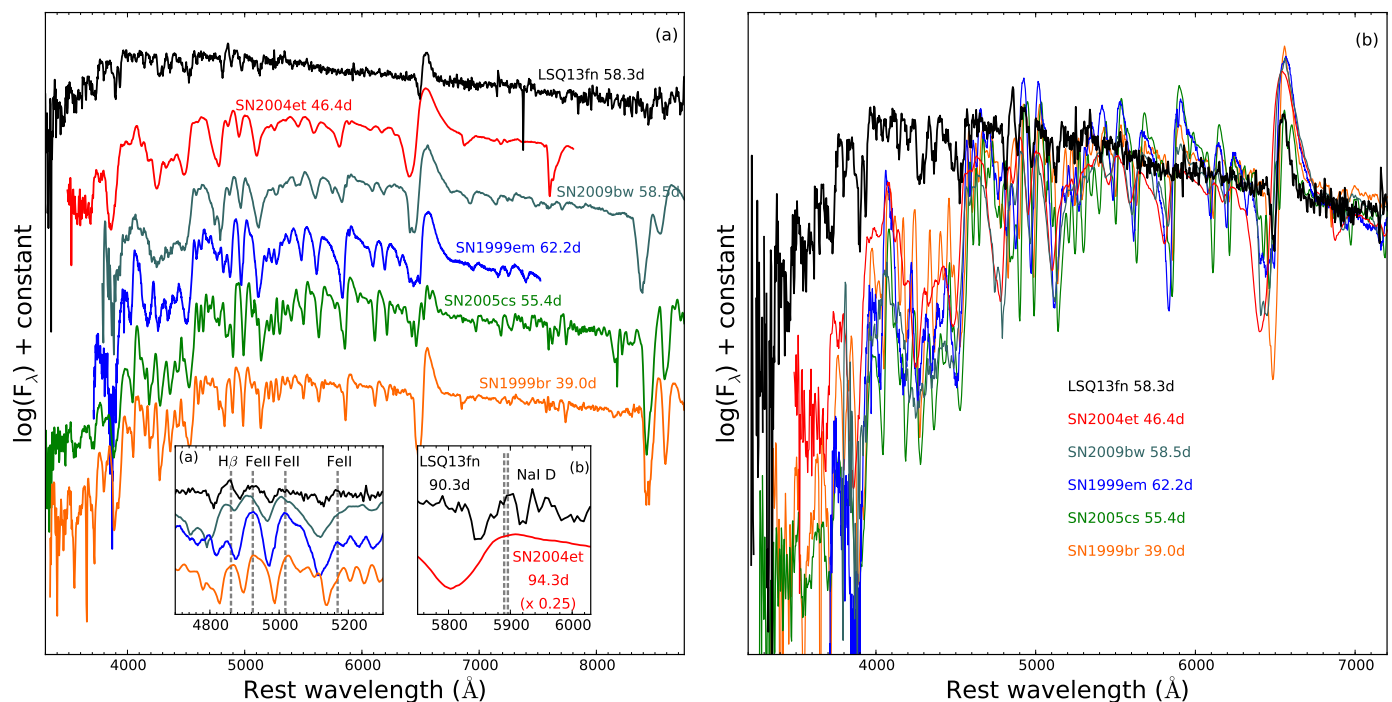 (a)
LSQ13fn 58.3d
SN2004et 46.4d
SN2009bw 58.5d
SN1999em 62.2d
SN2005cs 55.4d
SN1999br 39.0d
log(Fλ) + constant
(a)
Hβ FeII FeII FeII
4800 5000 5200
LSQ13fn
90.3d
(b)
NaI D
SN2004et
94.3d
(x 0.25)
5800 5900 6000
4000 5000 6000 7000 8000
Rest wavelength (Å)
(b)
log(Fλ) + constant
LSQ13fn 58.3d
SN2004et 46.4d
SN2009bw 58.5d
SN1999em 62.2d
SN2005cs 55.4d
SN1999br 39.0d
4000 5000 6000 7000
Rest wavelength (Å)